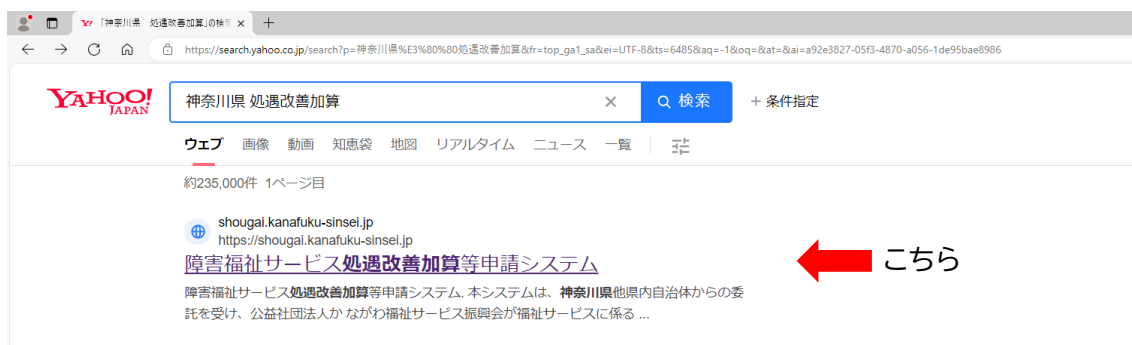 「神奈川県 処遇改善加算」の検索
https://search.yahoo.co.jp/search?p=神奈川県%E3%80%80処遇改善加算&fr=top_ga1_sa&ei=UTF-8&ts=6485&aq=-1&oq=&at=&ai=a92e3827-05f3-4870-a056-1de95bae8986
YAHOO!
JAPAN
神奈川県 処遇改善加算
検索
条件指定
ウェブ 画像 動画 知恵袋 地図 リアルタイム ニュース 一覧
約235,000件 1ページ目
shougai.kanafuku-sinsei.jp
https://shougai.kanafuku-sinsei.jp
障害福祉サービス処遇改善加算等申請システム
こちら
障害福祉サービス処遇改善加算等申請システム. 本システムは、神奈川県他県内自治体からの委
託を受け、公益社団法人か ながわ福祉サービス振興会が福祉サービスに係る ...